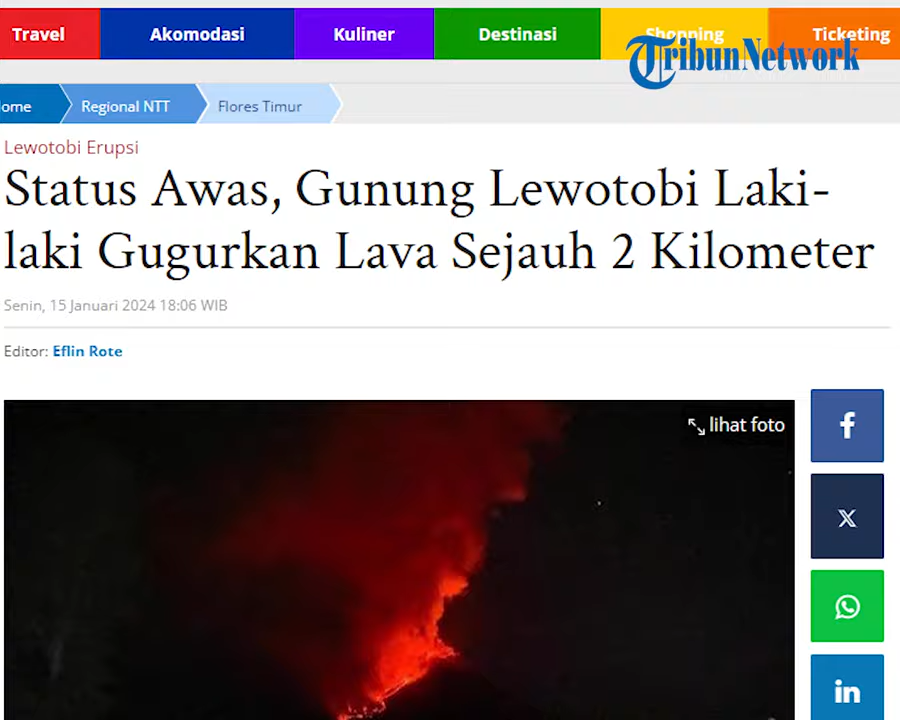 Travel Akomodasi Kuliner Destinasi Shopping Ticketing
TribunNetwork
ome Regional NTT Flores Timur
Lewotobi Erupsi
Status Awas, Gunung Lewotobi Laki-
laki Gugurkan Lava Sejauh 2 Kilometer
Senin, 15 Januari 2024 18:06 WIB
Editor: Eflin Rote
lihat foto
f
X
in